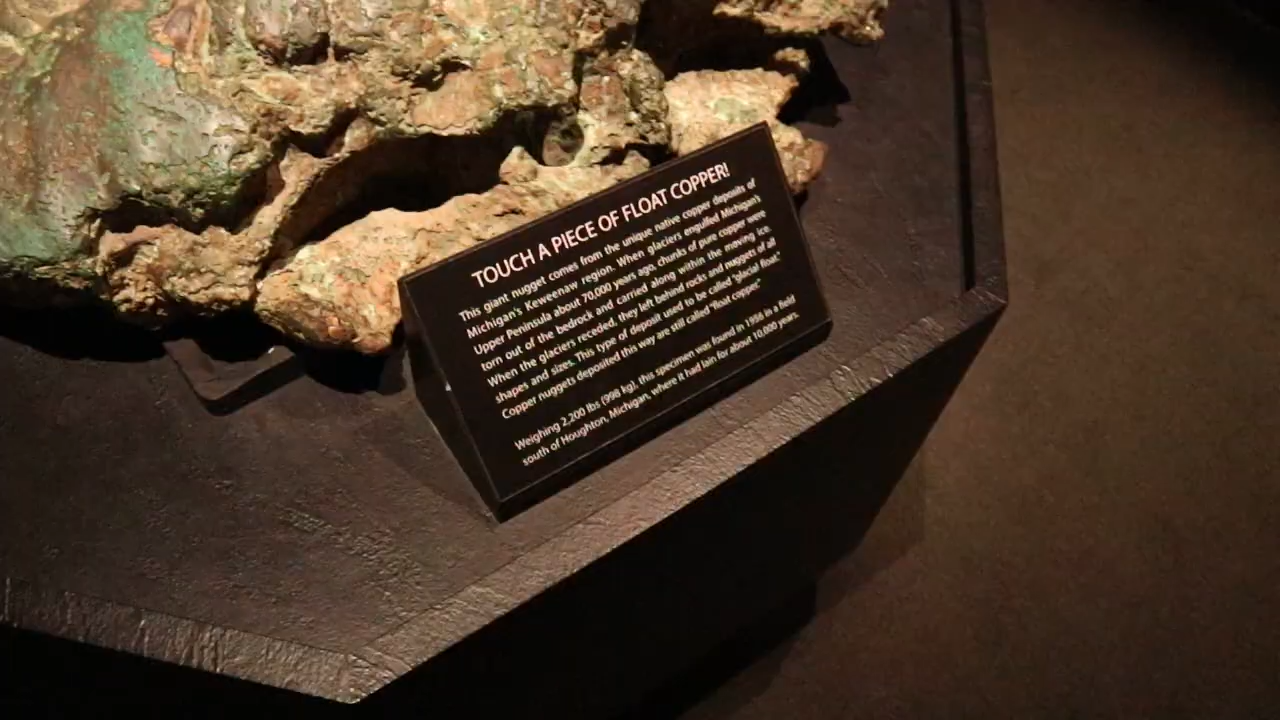 TOUCH A PIECE OF FLOAT COPPER!
This giant nugget comes from the unique native copper deposits of
Michigan's Keweenaw region. When glaciers engulfed Michigan's
Upper Peninsula about 70,000 years ago, chunks of pure copper were
torn out of the bedrock and carried along within the moving ice.
When the glaciers receded, they left behind rocks and nuggets of all
shapes and sizes. This type of deposit used to be called "glacial float."
Copper nuggets deposited this way are still called "float copper."
Weighing 2,200 lbs (998 kg), this specimen was found in in a field
south of Houghton, Michigan, where it had lain for about 10,000 years.